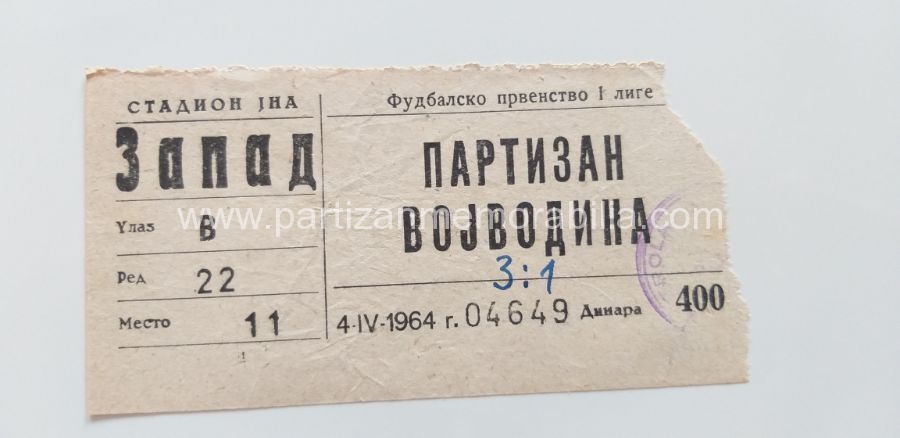 СТАДИОН ЈНА
Запад
Улаз В
Ред 22
Место 11
Фудбалско првенство I лиге
ПАРТИЗАН
ВОЈВОДИНА
3:1
4-IV-1964 г. 04649 Динара 400
www.partizanmemorabilia.com